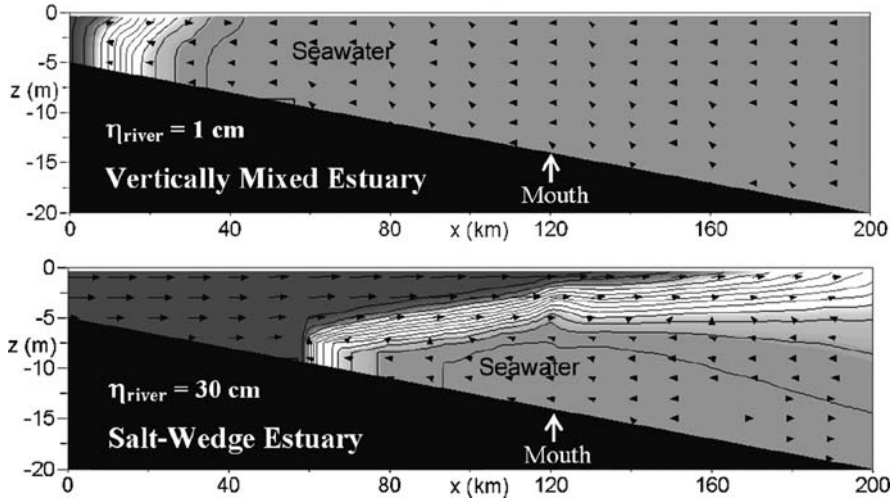 0
-5
z (m)
-10
-15
-20
Seawater
ηriver = 1 cm
Vertically Mixed Estuary
Mouth
0 40 80 120 160 200
x (km)
0
-5
z (m)
-10
-15
-20
Seawater
ηriver = 30 cm
Salt-Wedge Estuary
Mouth
0 40 80 120 160 200
x (km)